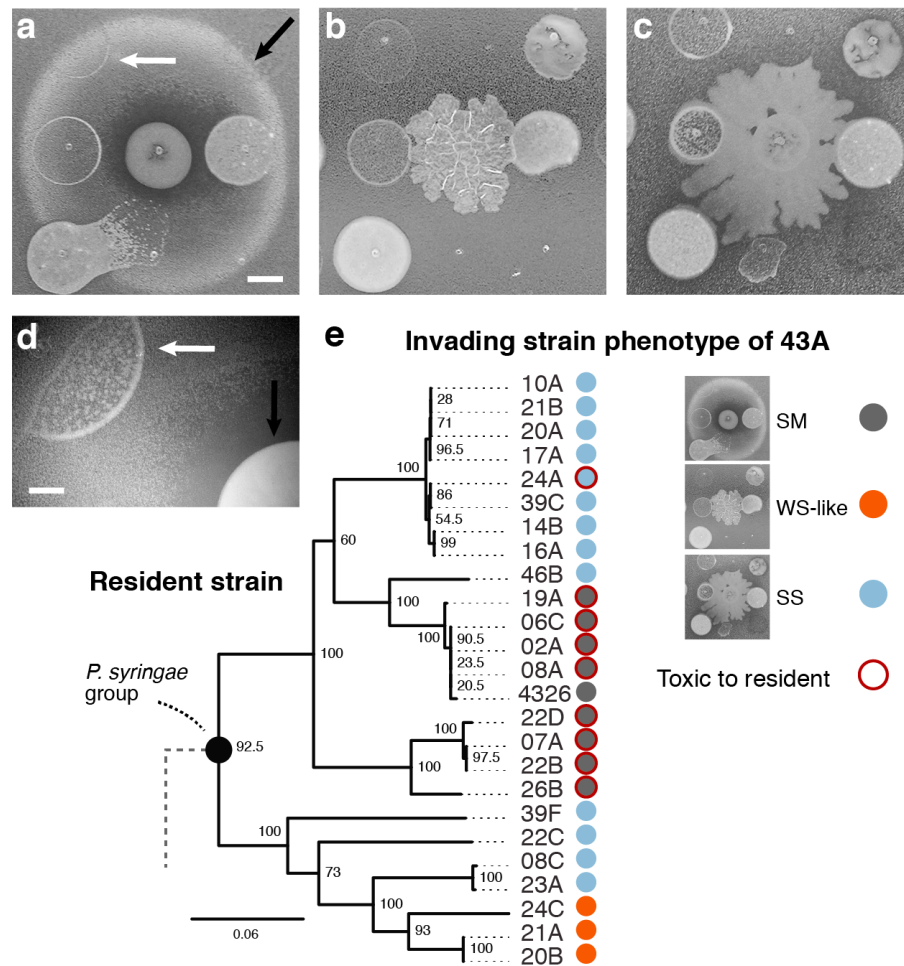 a
b
c
d
e
Invading strain phenotype of 43A
10A
28
21B
71
20A
96.5
17A
100
24A
86
39C
54.5
14B
99
16A
60
Resident strain
46B
100
19A
06C
100
90.5
02A
23.5
08A
20.5
4326
100
P. syringae
group
92.5
22D
100
07A
97.5
22B
100
26B
39F
100
22C
08C
73
100
23A
100
24C
93
21A
100
20B
0.06
SM
WS-like
SS
Toxic to resident